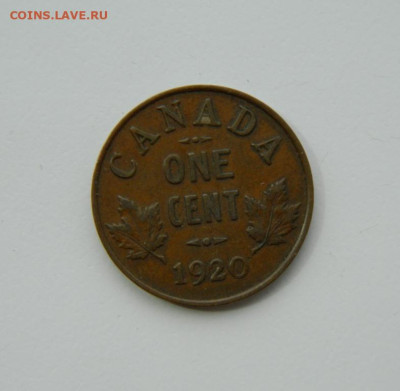 COINS.LAVE.RU
CANADA
ONE
CENT
1920